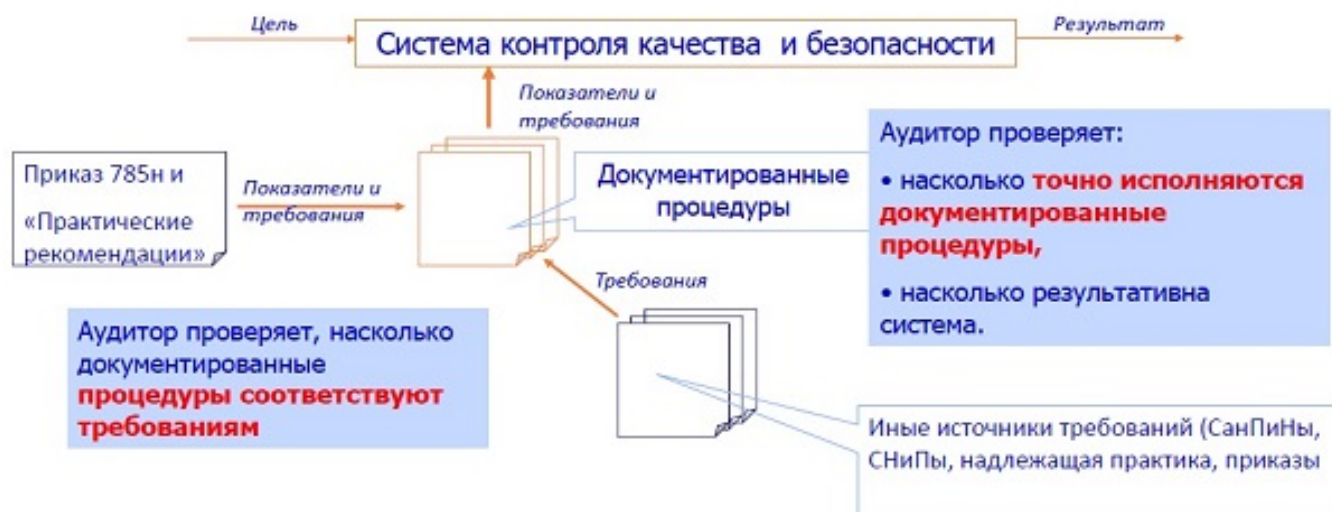 Цель
Система контроля качества и безопасности
Результат
Показатели и
требования
Приказ 785н и
«Практические
рекомендации»
Показатели и
требования
Документированные
процедуры
Аудитор проверяет:
• насколько точно исполняются
документированные
процедуры,
• насколько результативна
система.
Требования
Аудитор проверяет, насколько
документированные
процедуры соответствуют
требованиям
Иные источники требований (СанПиНы,
СНиПы, надлежащая практика, приказы